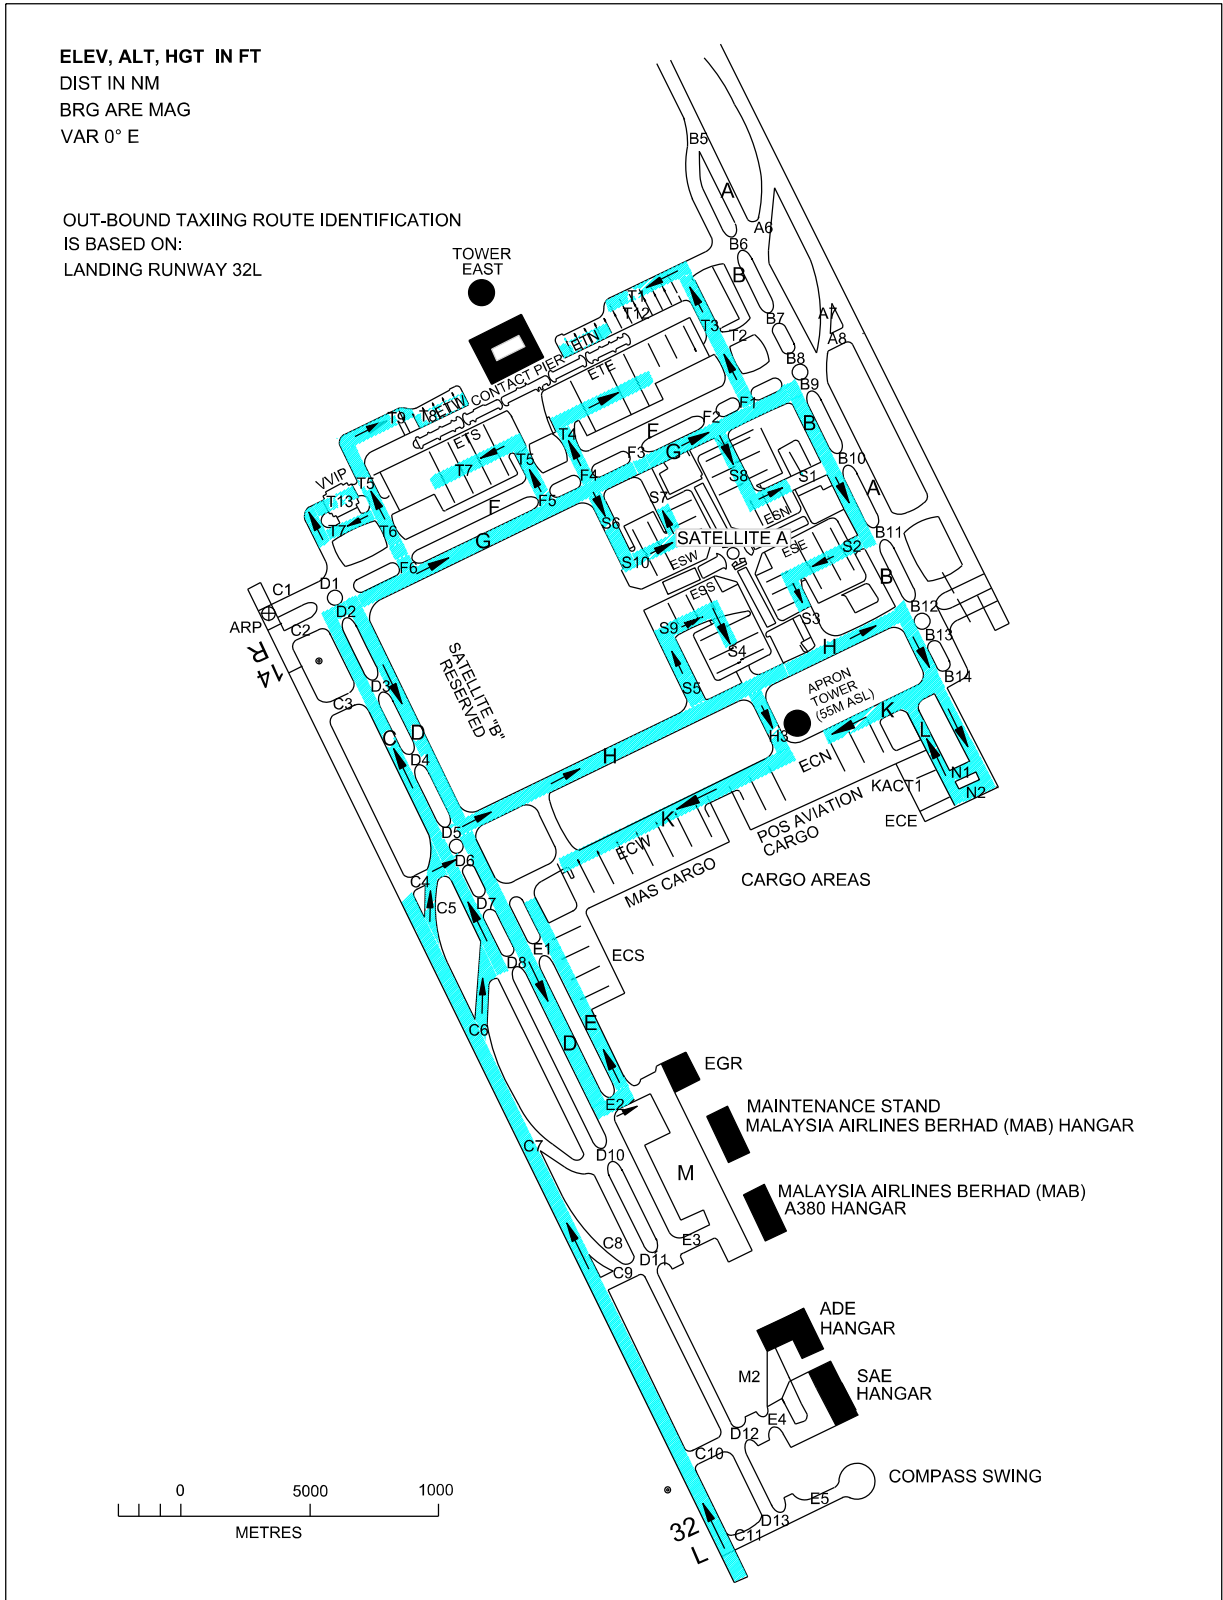 ELEV, ALT, HGT IN FT
DIST IN NM
BRG ARE MAG
VAR 0° E
OUT-BOUND TAXIING ROUTE IDENTIFICATION
IS BASED ON:
LANDING RUNWAY 32L
TOWER
EAST
B5
A
A6
B6
B
T1
T12
T3
T2
B7
A7
A8
B8
B9
ETN
CONTACT PIER
ETE
ETW
T8
T9
ETS
T7
T5
T4
F1
F2
F
F3
G
F4
F5
B
B10
A
B11
VVIP
T13
T5
T7
T6
F
G
F6
S8
S1
S7
ESN
S6
SATELLITE A
S10
ESW
ESE
S2
B
ESS
S3
S9
S4
S5
H
B12
B13
B14
C1
D1
D2
ARP
C2
14
R
C3
D3
D
C
D4
SATELLITE "B"
RESERVED
APRON
TOWER
(55M ASL)
H3
K
L
N1
N2
ECN
KACT1
ECE
H
K
ECW
POS AVIATION
CARGO
MAS CARGO
CARGO AREAS
D5
D6
C4
C5
D7
E1
D8
ECS
C6
E
D
E2
EGR
MAINTENANCE STAND
MALAYSIA AIRLINES BERHAD (MAB) HANGAR
C7
D10
M
MALAYSIA AIRLINES BERHAD (MAB)
A380 HANGAR
C8
E3
D11
C9
ADE
HANGAR
M2
SAE
HANGAR
E4
D12
C10
COMPASS SWING
E5
D13
C11
32
L
0
5000
1000
METRES